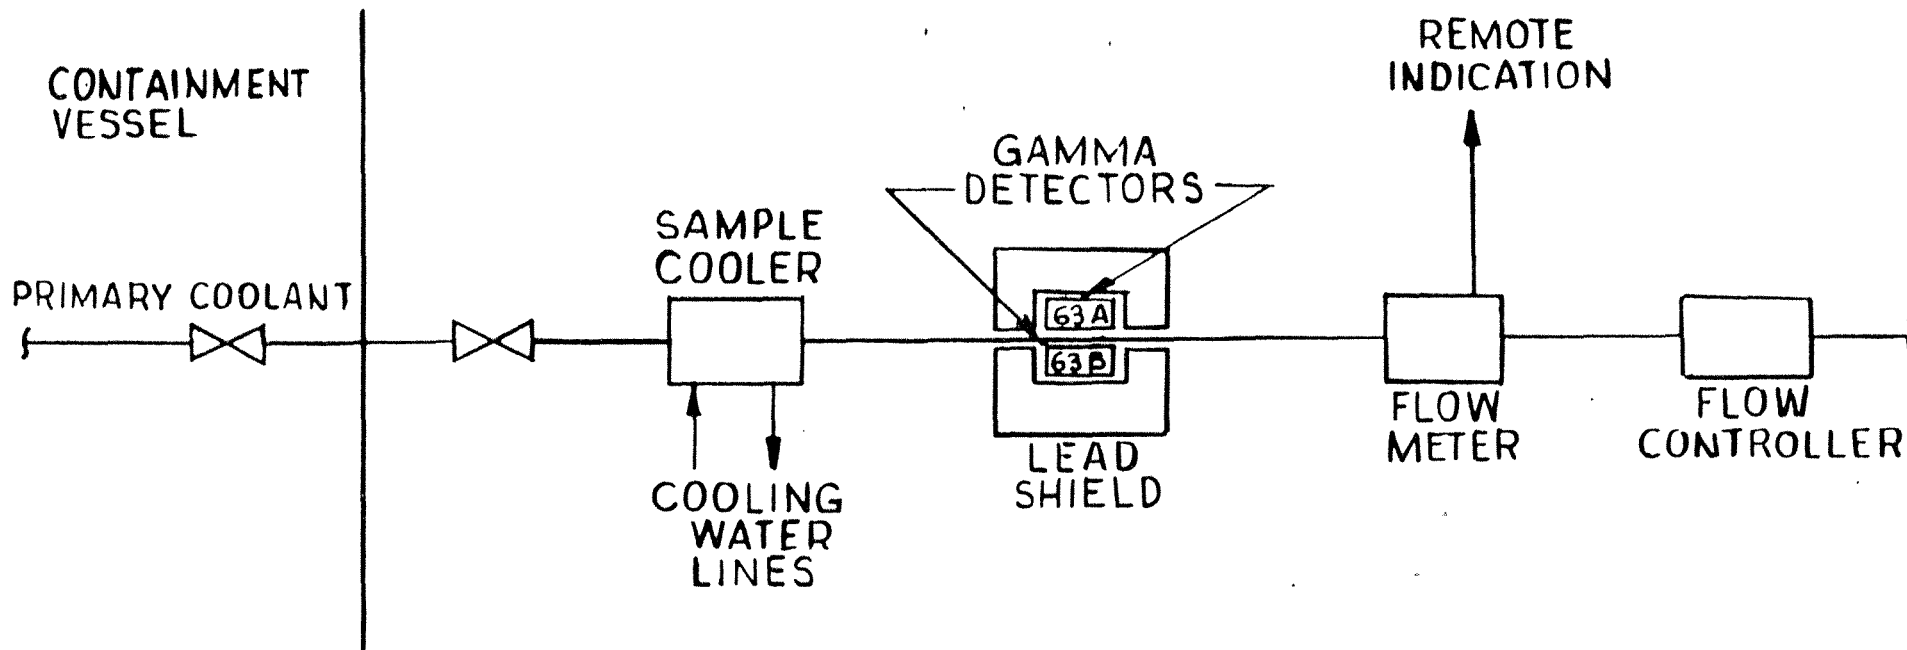 CONTAINMENT
VESSEL
PRIMARY COOLANT
SAMPLE
COOLER
COOLING
WATER
LINES
GAMMA
DETECTORS
63A
63B
LEAD
SHIELD
REMOTE
INDICATION
FLOW
METER
FLOW
CONTROLLER